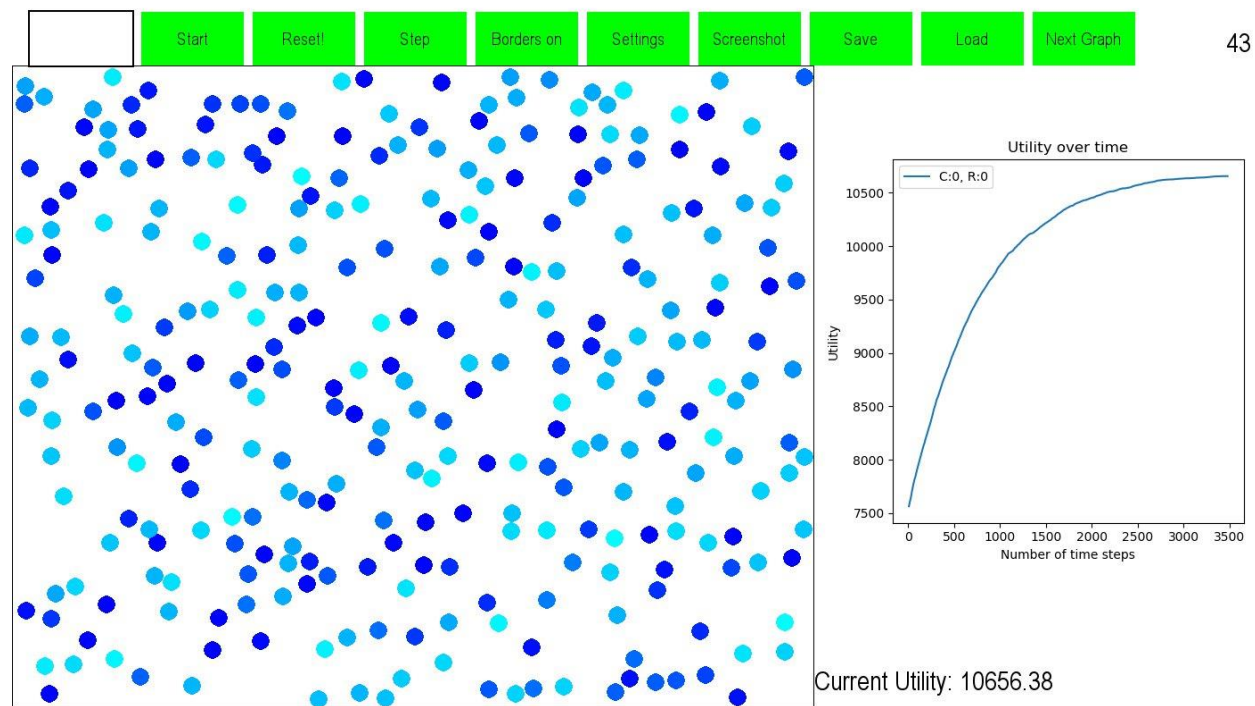 Start
Reset!
Step
Borders on
Settings
Screenshot
Save
Load
Next Graph
43
Utility over time
C:0, R:0
10500
10000
9500
9000
8500
8000
7500
Utility
0 500 1000 1500 2000 2500 3000 3500
Number of time steps
Current Utility: 10656.38